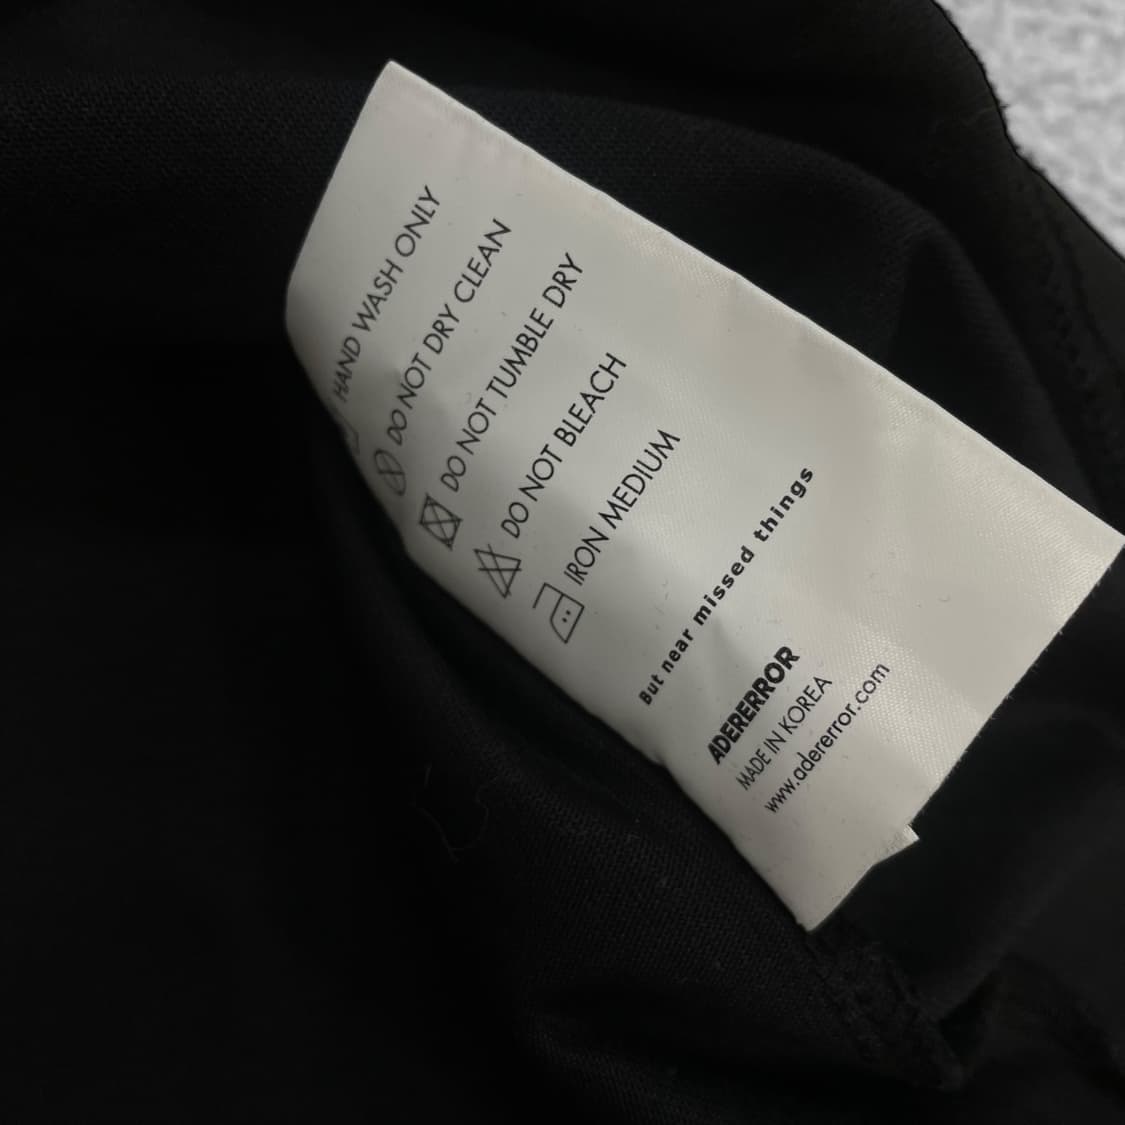 HAND WASH ONLY
DO NOT DRY CLEAN
DO NOT TUMBLE DRY
DO NOT BLEACH
IRON MEDIUM
But near missed things
ADERERROR
MADE IN KOREA
www.adererror.com